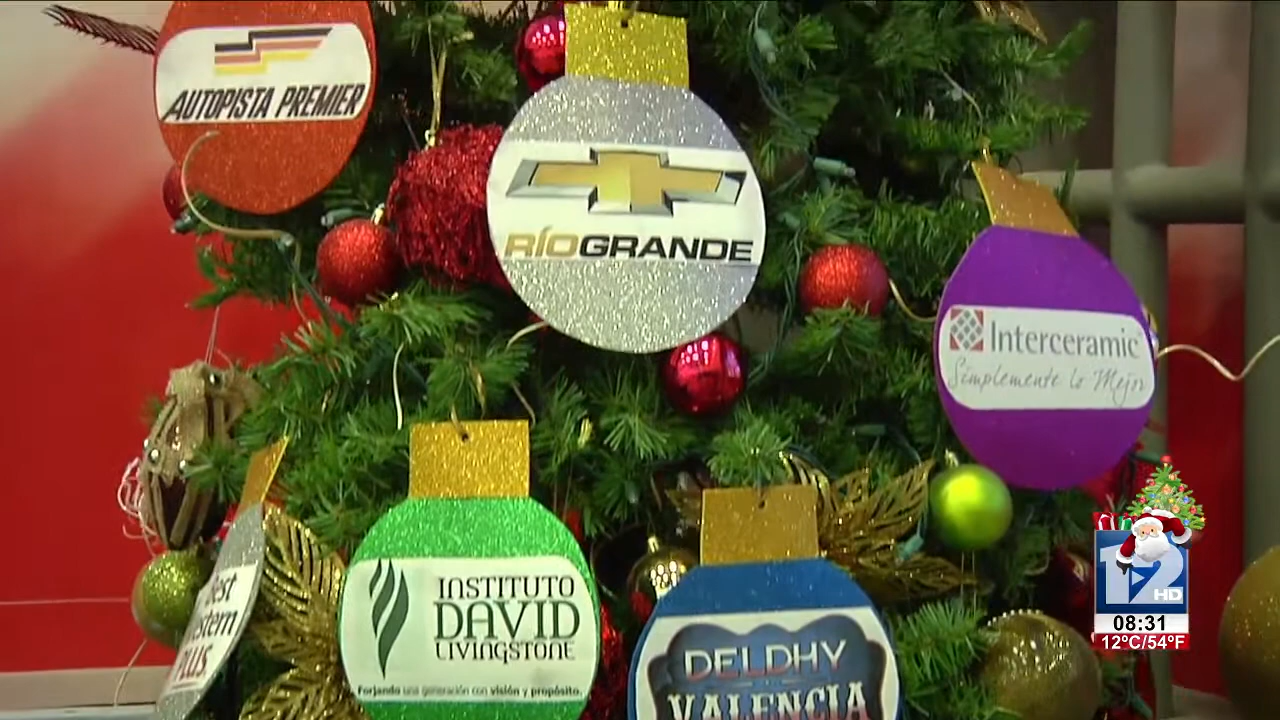 AUTOPISTA PREMIER
RÍOGRANDE
Interceramic
Simplemente lo Mejor
INSTITUTO
DAVID
LIVINGSTONE
Forjando una generación con visión y propósito.
DELDHY
VALENCIA
PLUS
12 HD
08:31
12°C/54°F